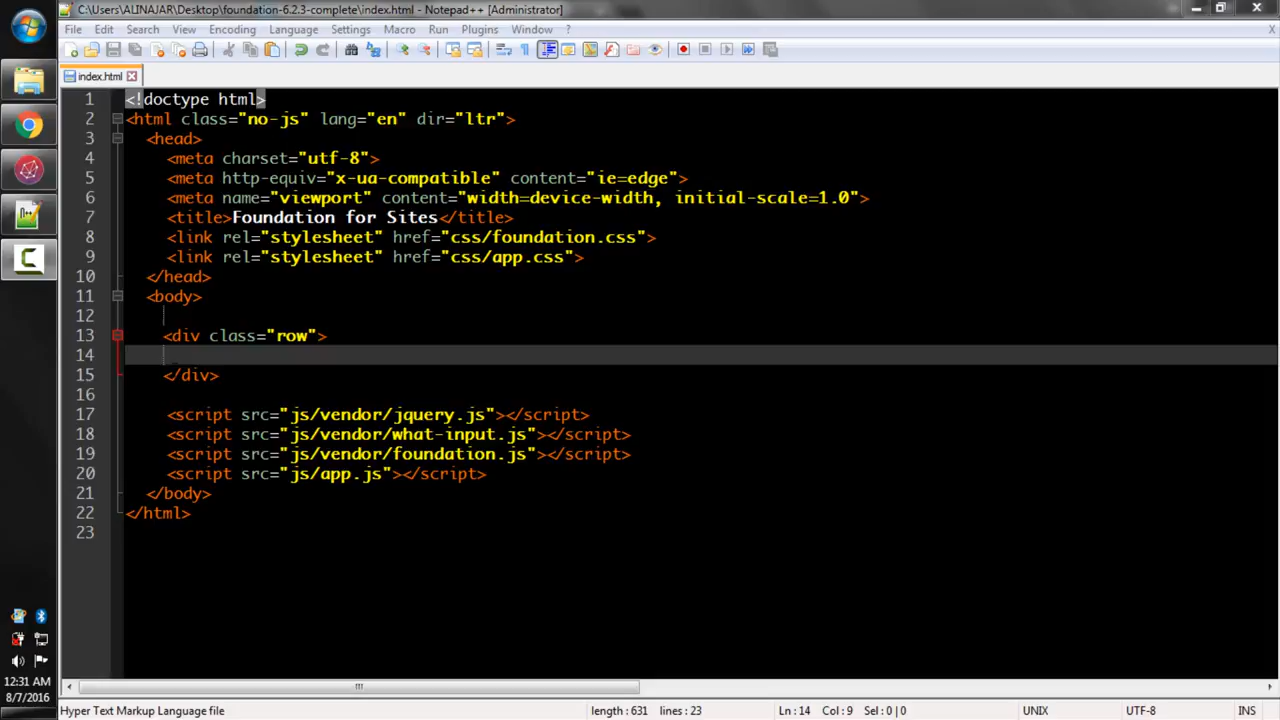 C:\Users\ALINAJAR\Desktop\foundation-6.2.3-complete\index.html - Notepad++ [Administrator]
File Edit Search View Encoding Language Settings Macro Run Plugins Window ? X
index.html
1 <!doctype html>
2 <html class="no-js" lang="en" dir="ltr">
3 <head>
4 <meta charset="utf-8">
5 <meta http-equiv="x-ua-compatible" content="ie=edge">
6 <meta name="viewport" content="width=device-width, initial-scale=1.0">
7 <title>Foundation for Sites</title>
8 <link rel="stylesheet" href="css/foundation.css">
9 <link rel="stylesheet" href="css/app.css">
10 </head>
11 <body>
12
13 <div class="row">
14
15 </div>
16
17 <script src="js/vendor/jquery.js"></script>
18 <script src="js/vendor/what-input.js"></script>
19 <script src="js/vendor/foundation.js"></script>
20 <script src="js/app.js"></script>
21 </body>
22 </html>
23
12:31 AM
8/7/2016
Hyper Text Markup Language file length : 631 lines : 23 Ln : 14 Col : 9 Sel : 0 | 0 UNIX UTF-8 INS